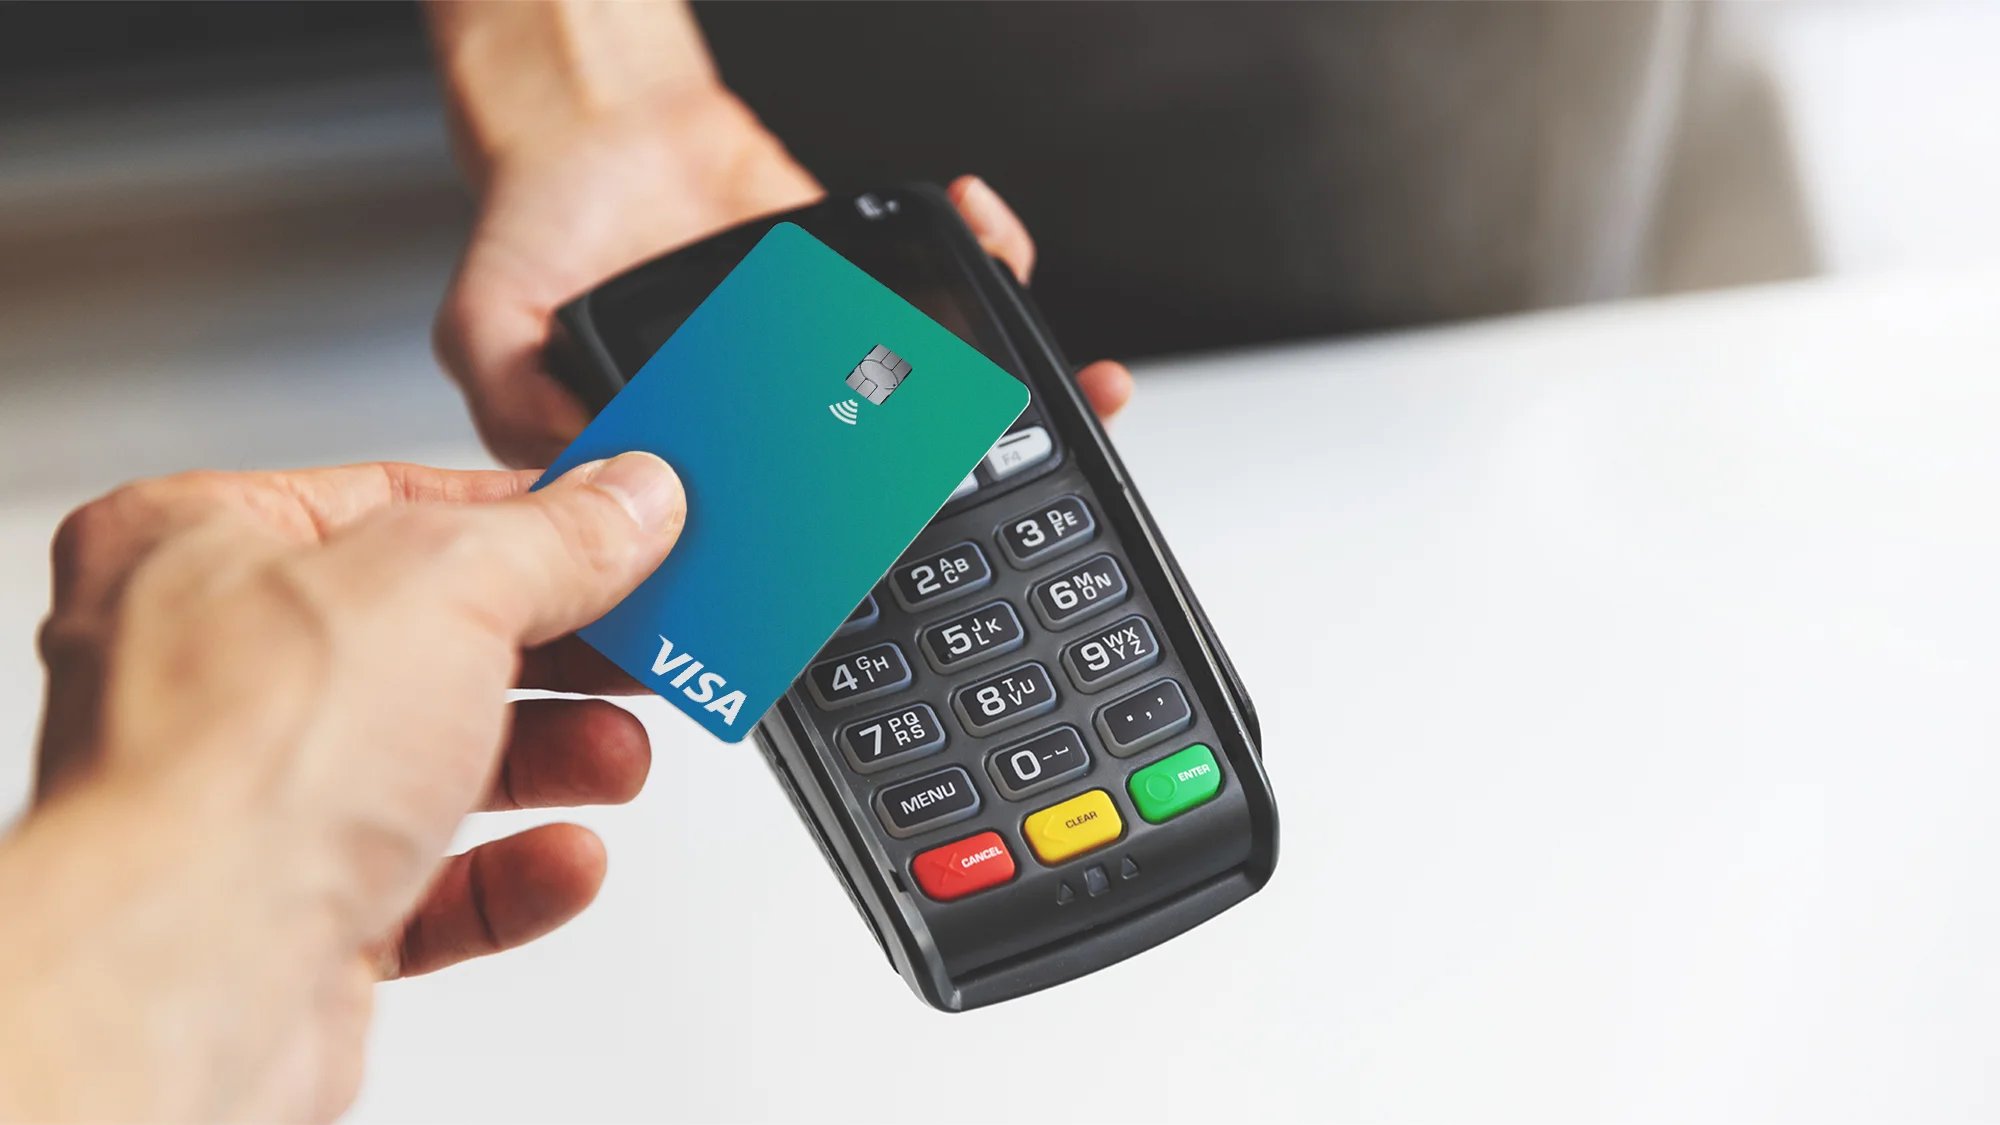 VISA
F4
3 DEF
2 ABC
6 MNO
5 JKL
4 GHI
9 WXYZ
8 TUV
7 PQRS
. , '
0 - ⎵
MENU
ENTER
CLEAR
CANCEL